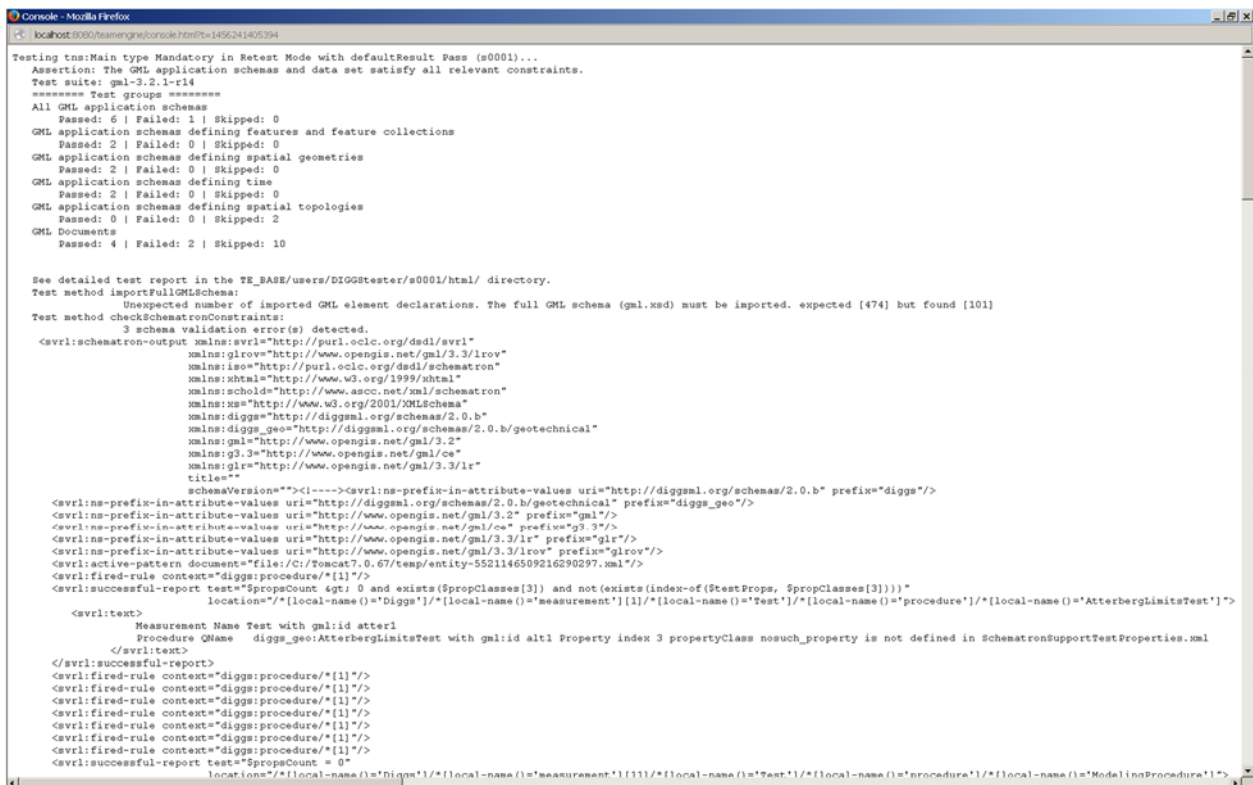 Console - Mozilla Firefox
localhost:8080/teamengine/console.html?t=1456241405394
Testing tns:Main type Mandatory in Retest Mode with defaultResult Pass (s0001)...
Assertion: The GML application schemas and data set satisfy all relevant constraints.
Test suite: gml-3.2.1-r14
======== Test groups ========
All GML application schemas
Passed: 6 | Failed: 1 | Skipped: 0
GML application schemas defining features and feature collections
Passed: 2 | Failed: 0 | Skipped: 0
GML application schemas defining spatial geometries
Passed: 2 | Failed: 0 | Skipped: 0
GML application schemas defining time
Passed: 2 | Failed: 0 | Skipped: 0
GML application schemas defining spatial topologies
Passed: 0 | Failed: 0 | Skipped: 2
GML Documents
Passed: 4 | Failed: 2 | Skipped: 10
See detailed test report in the TE_BASE/users/DIGGStester/s0001/html/ directory.
Test method importFullGMLSchema:
Unexpected number of imported GML element declarations. The full GML schema (gml.xsd) must be imported. expected [474] but found [101]
Test method checkSchematronConstraints:
3 schema validation error(s) detected.
<svrl:schematron-output xmlns:svrl="http://purl.oclc.org/dsdl/svrl"
xmlns:glrov="http://www.opengis.net/gml/3.3/lrov"
xmlns:iso="http://purl.oclc.org/dsdl/schematron"
xmlns:xhtml="http://www.w3.org/1999/xhtml"
xmlns:schold="http://www.ascc.net/xml/schematron"
xmlns:xs="http://www.w3.org/2001/XMLSchema"
xmlns:diggs="http://diggsml.org/schemas/2.0.b"
xmlns:diggs_geo="http://diggsml.org/schemas/2.0.b/geotechnical"
xmlns:gml="http://www.opengis.net/gml/3.2"
xmlns:g3.3="http://www.opengis.net/gml/ce"
xmlns:glr="http://www.opengis.net/gml/3.3/lr"
title=""
schemaVersion=""><!----><svrl:ns-prefix-in-attribute-values uri="http://diggsml.org/schemas/2.0.b" prefix="diggs"/>
<svrl:ns-prefix-in-attribute-values uri="http://diggsml.org/schemas/2.0.b/geotechnical" prefix="diggs_geo"/>
<svrl:ns-prefix-in-attribute-values uri="http://www.opengis.net/gml/3.2" prefix="gml"/>
<svrl:ns-prefix-in-attribute-values uri="http://www.opengis.net/gml/ce" prefix="g3.3"/>
<svrl:ns-prefix-in-attribute-values uri="http://www.opengis.net/gml/3.3/lr" prefix="glr"/>
<svrl:ns-prefix-in-attribute-values uri="http://www.opengis.net/gml/3.3/lrov" prefix="glrov"/>
<svrl:active-pattern document="file:/C:/Tomcat7.0.67/temp/entity-5521146509216290297.xml"/>
<svrl:fired-rule context="diggs:procedure/*[1]"/>
<svrl:successful-report test="$propsCount &gt; 0 and exists($propClasses[3]) and not(exists(index-of($testProps, $propClasses[3])))"
location="/*[local-name()='Diggs']/*[local-name()='measurement'][1]/*[local-name()='Test']/*[local-name()='procedure']/*[local-name()='AtterbergLimitsTest']">
<svrl:text>
Measurement Name Test with gml:id atter1
Procedure QName diggs_geo:AtterbergLimitsTest with gml:id alt1 Property index 3 propertyClass nosuch_property is not defined in SchematronSupportTestProperties.xml
</svrl:text>
</svrl:successful-report>
<svrl:fired-rule context="diggs:procedure/*[1]"/>
<svrl:fired-rule context="diggs:procedure/*[1]"/>
<svrl:fired-rule context="diggs:procedure/*[1]"/>
<svrl:fired-rule context="diggs:procedure/*[1]"/>
<svrl:fired-rule context="diggs:procedure/*[1]"/>
<svrl:fired-rule context="diggs:procedure/*[1]"/>
<svrl:fired-rule context="diggs:procedure/*[1]"/>
<svrl:successful-report test="$propsCount = 0"
location="/*[local-name()='Diggs']/*[local-name()='measurement'][11]/*[local-name()='Test']/*[local-name()='procedure']/*[local-name()='ModelingProcedure']">